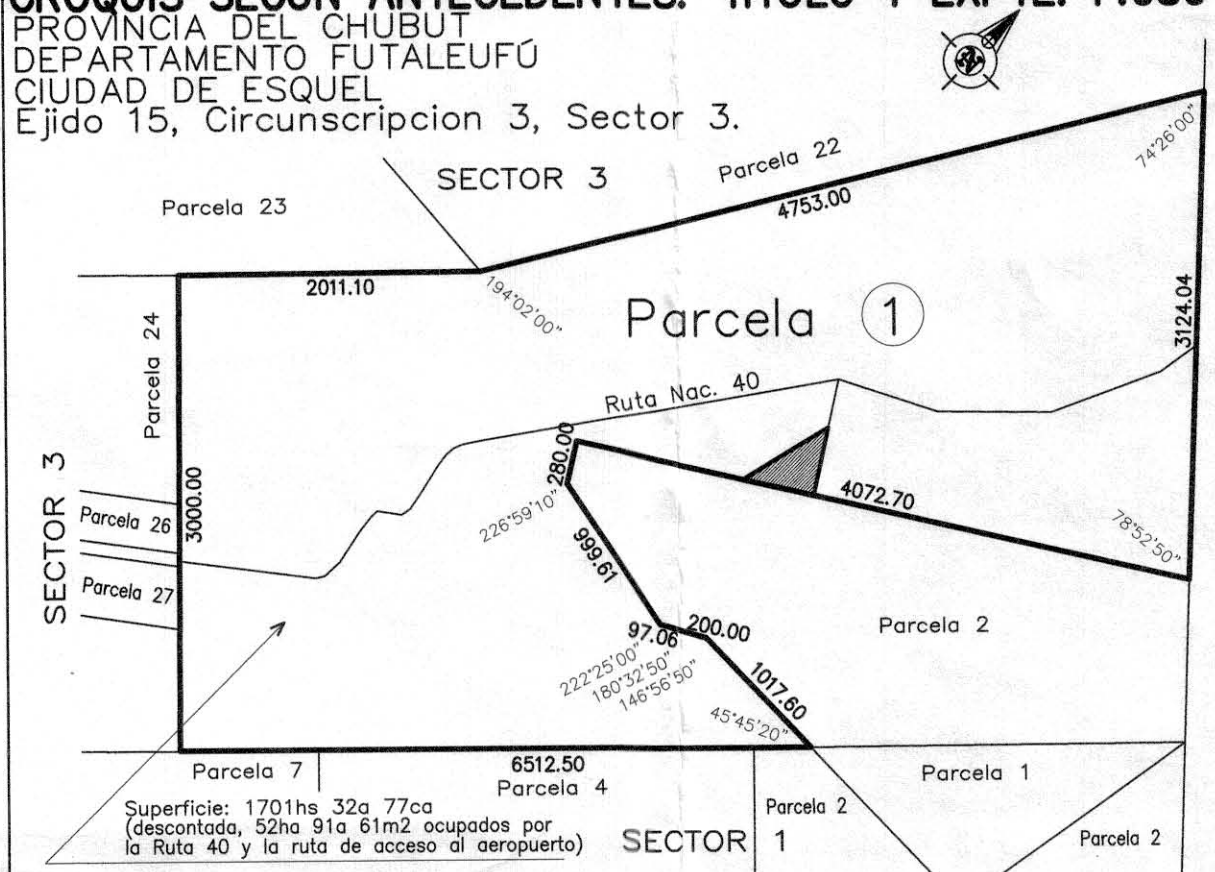 CROQUIS SEGUN ANTECEDENTES: TITULO Y EXPTE.
PROVINCIA DEL CHUBUT
DEPARTAMENTO FUTALEUFÚ
CIUDAD DE ESQUEL
Ejido 15, Circunscripcion 3, Sector 3.
SECTOR 3
Parcela 22
74°26'00"
Parcela 23
4753.00
2011.10
194°02'00"
Parcela 1
3124.04
Parcela 24
Ruta Nac. 40
280.00
4072.70
3000.00
SECTOR 3
Parcela 26
226°59'10"
78°52'50"
999.61
Parcela 27
97.06
200.00
Parcela 2
222°25'00"
180°32'50"
146°56'50"
1017.60
45°45'20"
Parcela 7
6512.50
Parcela 4
Parcela 1
Superficie: 1701hs 32a 77ca
(descontada, 52ha 91a 61m2 ocupados por
la Ruta 40 y la ruta de acceso al aeropuerto)
Parcela 2
SECTOR 1
Parcela 2